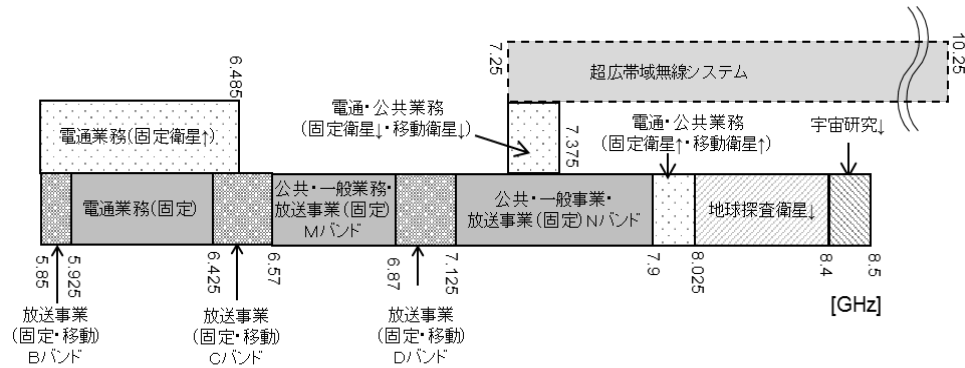 10.25
7.25
超広帯域無線システム
6.485
電通・公共業務
(固定衛星↓・移動衛星↓)
7.375
電通・公共業務
(固定衛星↑・移動衛星↑)
宇宙研究↓
電通業務(固定衛星↑)
電通業務(固定)
公共・一般業務・
放送事業(固定)
Mバンド
公共・一般事業・
放送事業(固定)Nバンド
地球探査衛星↓
5.85
5.925
6.425
6.57
6.87
7.125
7.9
8.025
8.4
8.5
[GHz]
放送事業
(固定・移動)
Bバンド
放送事業
(固定・移動)
Cバンド
放送事業
(固定・移動)
Dバンド